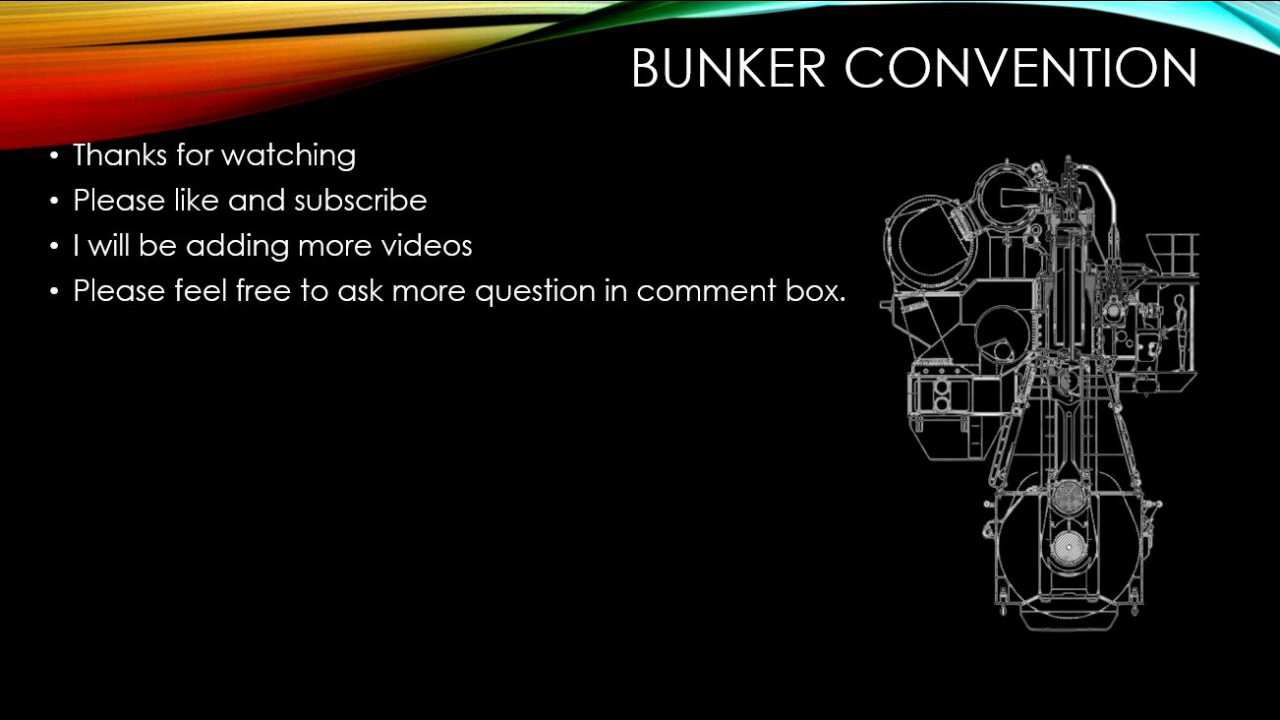 BUNKER CONVENTION
• Thanks for watching
• Please like and subscribe
• I will be adding more videos
• Please feel free to ask more question in comment box.